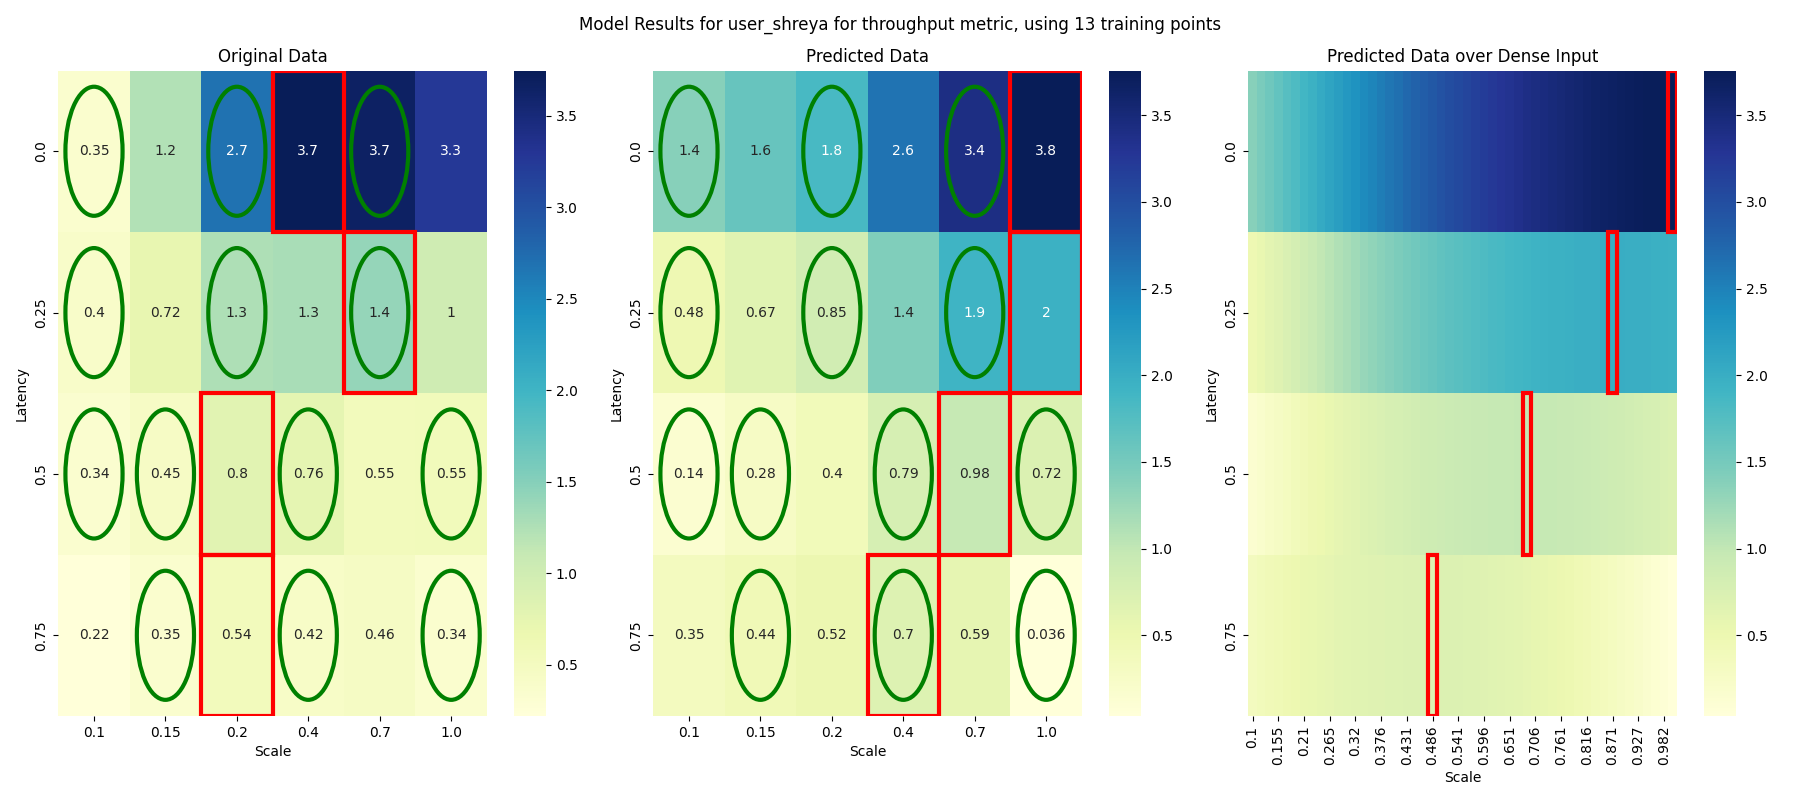 Model Results for user_shreya for throughput metric, using 13 training points
Original Data
0.0
0.35 1.2 2.7 3.7 3.7 3.3
0.25
0.4 0.72 1.3 1.3 1.4 1
0.5
0.34 0.45 0.8 0.76 0.55 0.55
0.75
0.22 0.35 0.54 0.42 0.46 0.34
Latency
0.1 0.15 0.2 0.4 0.7 1.0
Scale
3.5
3.0
2.5
2.0
1.5
1.0
0.5
Predicted Data
0.0
1.4 1.6 1.8 2.6 3.4 3.8
0.25
0.48 0.67 0.85 1.4 1.9 2
0.5
0.14 0.28 0.4 0.79 0.98 0.72
0.75
0.35 0.44 0.52 0.7 0.59 0.036
Latency
0.1 0.15 0.2 0.4 0.7 1.0
Scale
3.5
3.0
2.5
2.0
1.5
1.0
0.5
Predicted Data over Dense Input
0.0
0.25
0.5
0.75
Latency
0.1 0.155 0.21 0.265 0.32 0.376 0.431 0.486 0.541 0.596 0.651 0.706 0.761 0.816 0.871 0.927 0.982
Scale
3.5
3.0
2.5
2.0
1.5
1.0
0.5